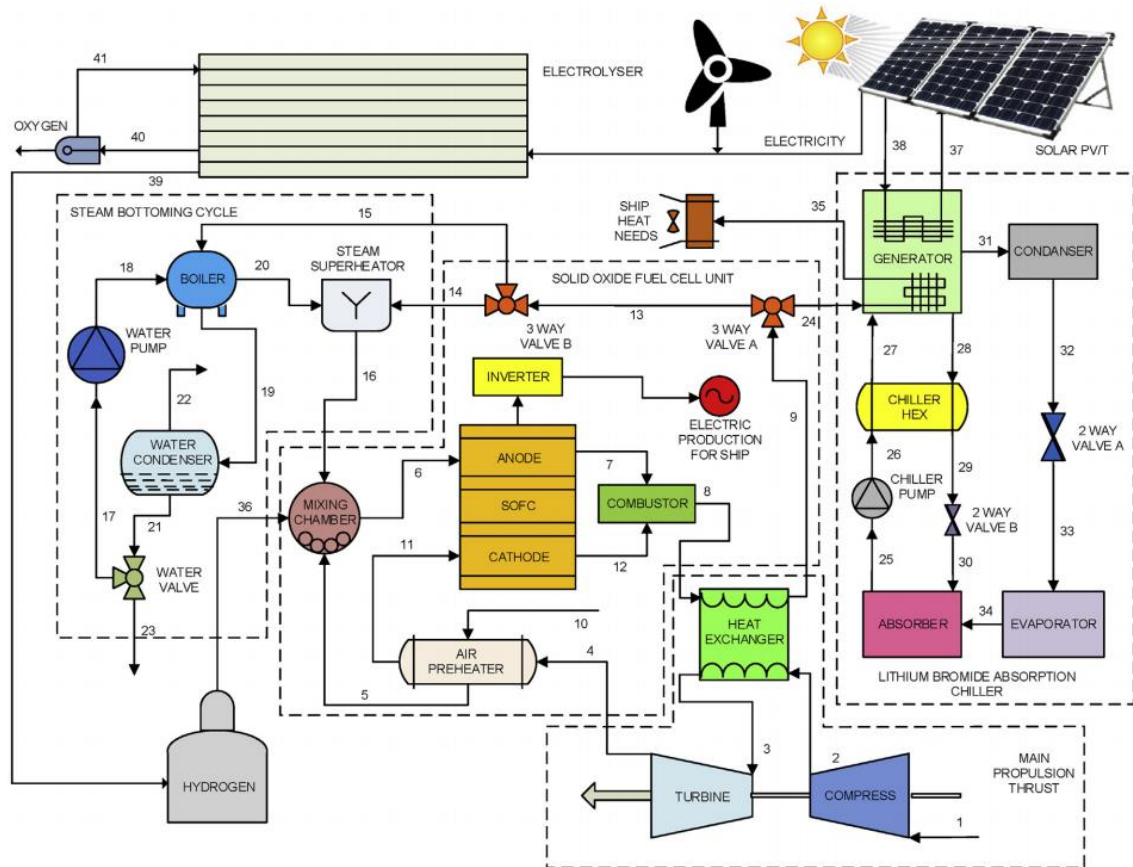 41
ELECTROLYSER
OXYGEN
40
ELECTRICITY
SOLAR PV/T
39
38
37
STEAM BOTTOMING CYCLE
15
SHIP
HEAT
NEEDS
35
GENERATOR
31
CONDANSER
18
BOILER
20
STEAM
SUPERHEATOR
SOLID OXIDE FUEL CELL UNIT
14
13
24
3 WAY
VALVE B
3 WAY
VALVE A
WATER
PUMP
19
16
22
27
28
32
INVERTER
ELECTRIC
PRODUCTION
FOR SHIP
9
CHILLER
HEX
2 WAY
VALVE A
WATER
CONDENSER
6
ANODE
7
26
29
CHILLER
PUMP
17
21
36
MIXING
CHAMBER
SOFC
COMBUSTOR
8
2 WAY
VALVE B
33
11
CATHODE
12
25
30
WATER
VALVE
23
10
AIR
PREHEATER
4
5
HEAT
EXCHANGER
ABSORBER
34
EVAPORATOR
LITHIUM BROMIDE ABSORPTION
CHILLER
HYDROGEN
3
2
TURBINE
COMPRESS
MAIN
PROPULSION
THRUST
1